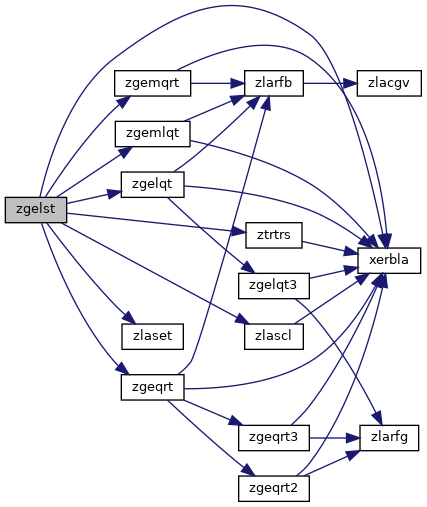 zgemqrt
zlarfb
zlacgv
zgemlqt
zgelqt
zgelst
ztrtrs
xerbla
zgelqt3
zlaset
zlascl
zgeqrt
zgeqrt3
zlarfg
zgeqrt2